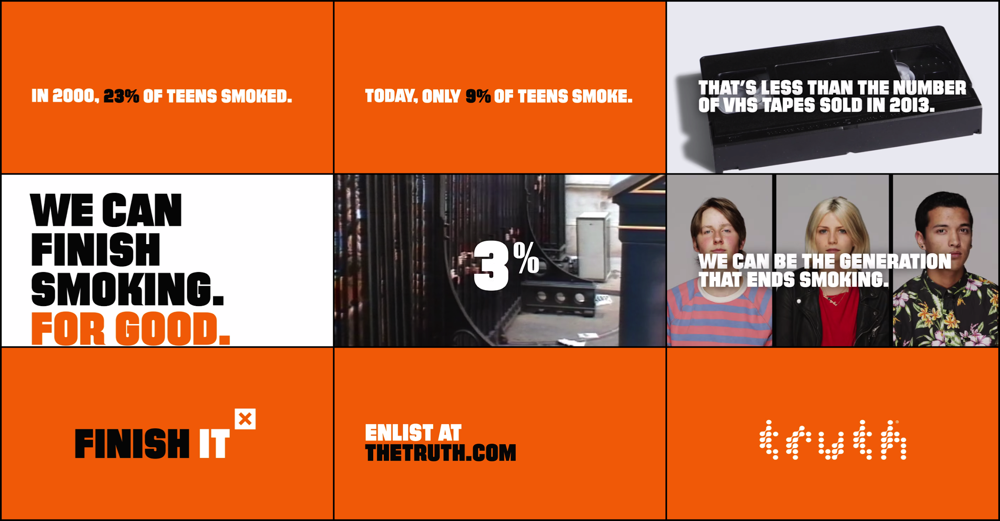 IN 2000, 23% OF TEENS SMOKED.
TODAY, ONLY 9% OF TEENS SMOKE.
THAT'S LESS THAN THE NUMBER
OF VHS TAPES SOLD IN 2013.
WE CAN
FINISH
SMOKING.
FOR GOOD.
3%
WE CAN BE THE GENERATION
THAT ENDS SMOKING.
FINISH IT
ENLIST AT
THETRUTH.COM
truth®